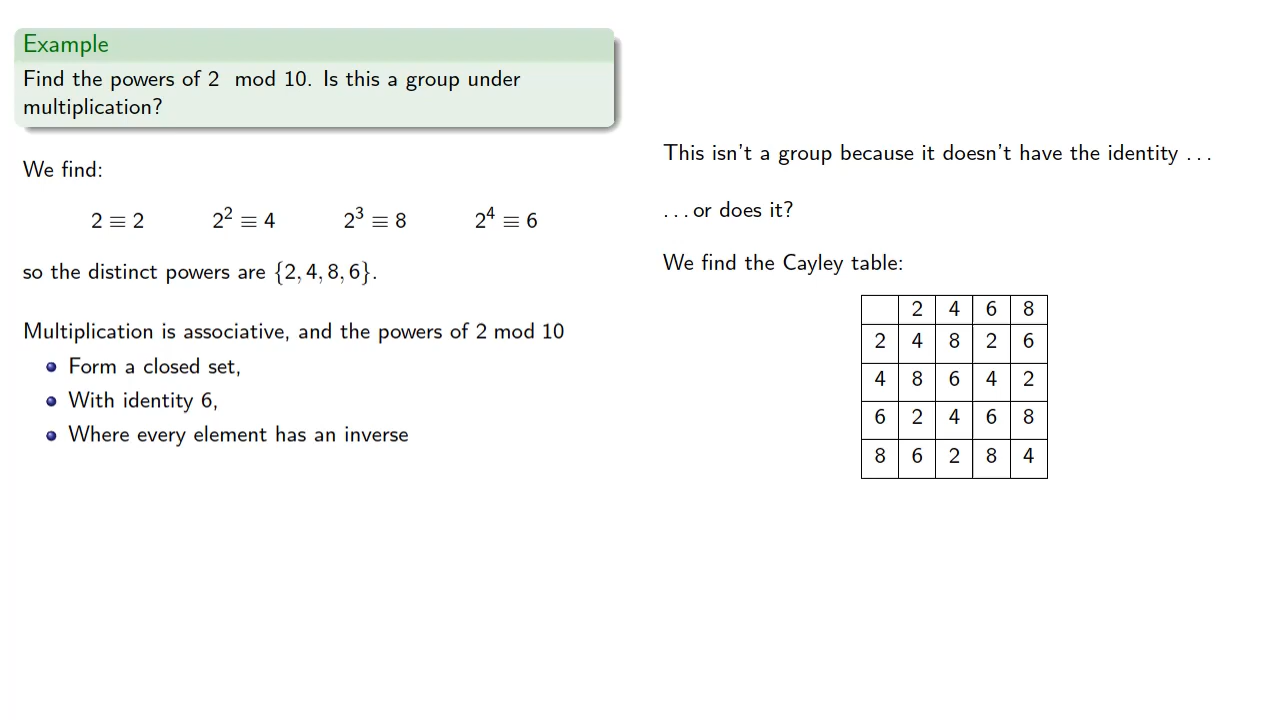 Example
Find the powers of 2 mod 10. Is this a group under
multiplication?
We find:
2 ≡ 2 2² ≡ 4 2³ ≡ 8 2⁴ ≡ 6
so the distinct powers are {2, 4, 8, 6}.
Multiplication is associative, and the powers of 2 mod 10
Form a closed set,
With identity 6,
Where every element has an inverse
This isn't a group because it doesn't have the identity ...
...or does it?
We find the Cayley table:
2 4 6 8
2 4 8 2 6
4 8 6 4 2
6 2 4 6 8
8 6 2 8 4